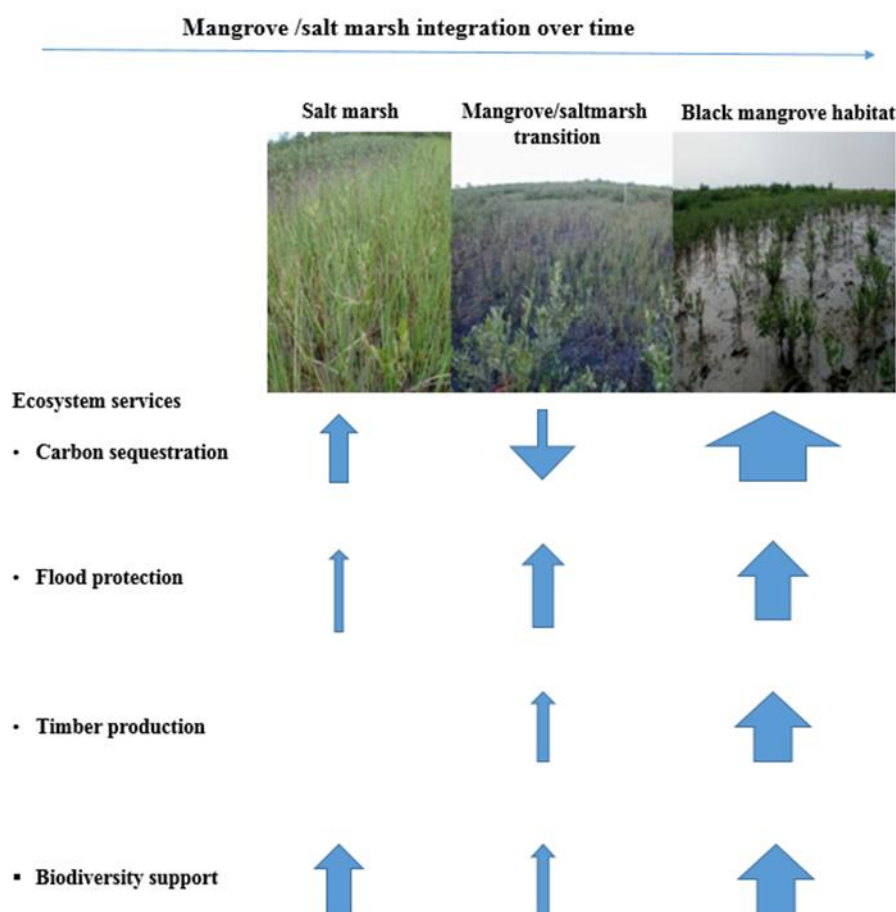 Mangrove /salt marsh integration over time
Salt marsh
Mangrove/saltmarsh
transition
Black mangrove habitat
Ecosystem services
• Carbon sequestration
• Flood protection
• Timber production
▪ Biodiversity support